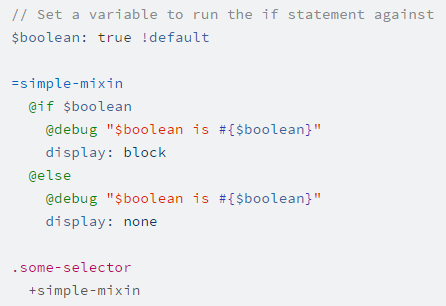 // Set a variable to run the if statement against
$boolean: true !default

=simple-mixin
  @if $boolean
    @debug "$boolean is #{$boolean}"
    display: block
  @else
    @debug "$boolean is #{$boolean}"
    display: none

.some-selector
  +simple-mixin